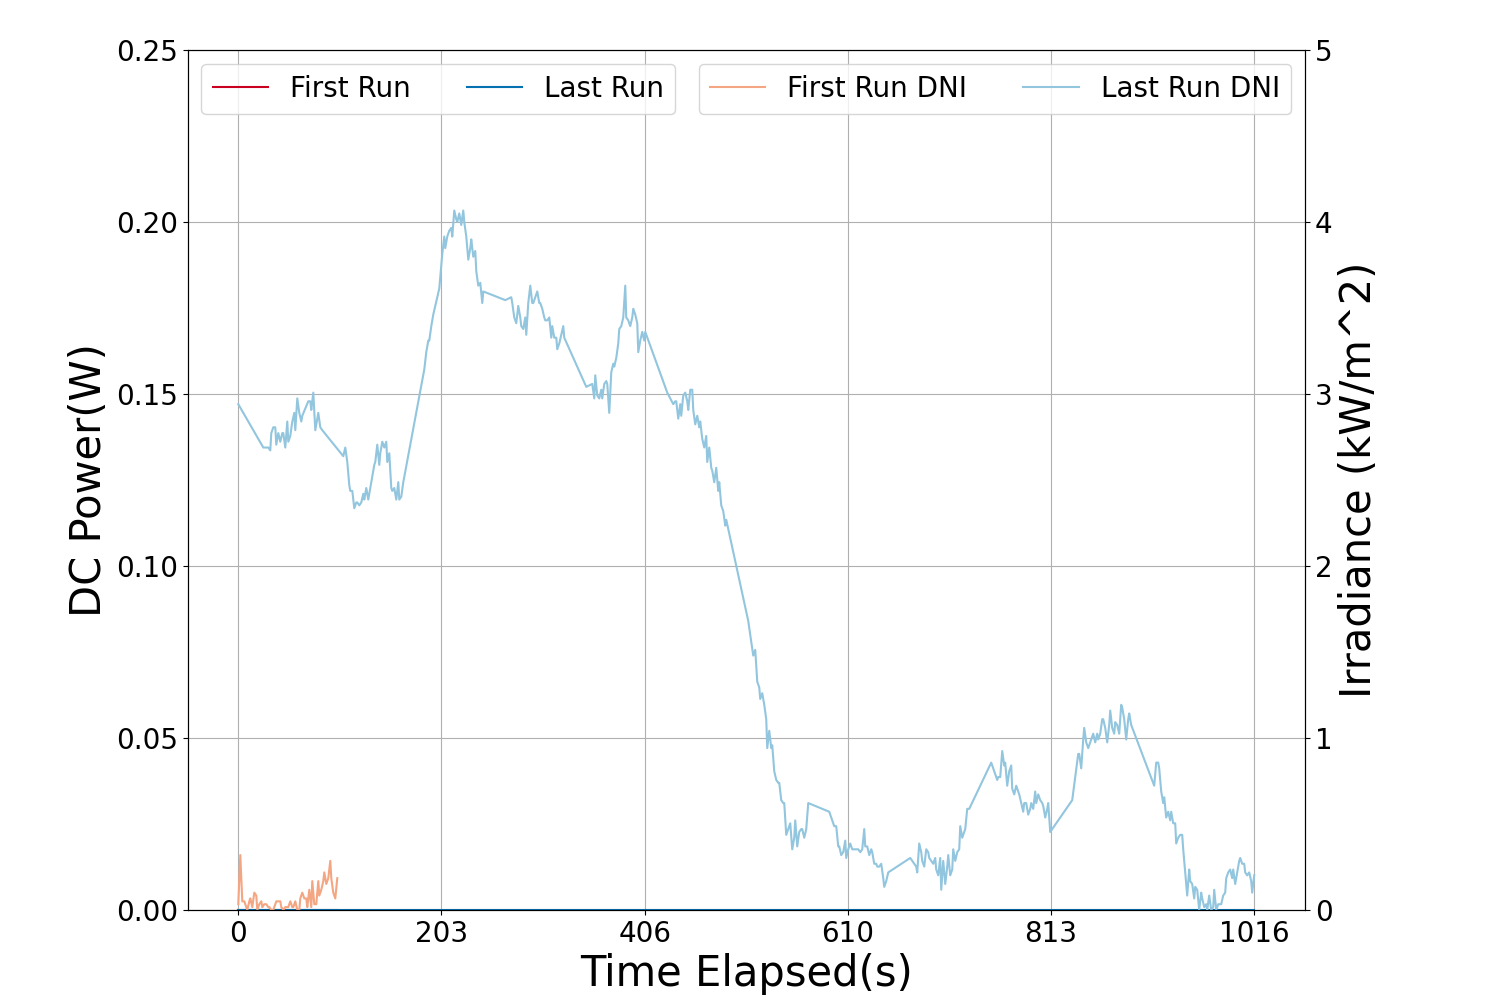 First Run
Last Run
First Run DNI
Last Run DNI
0.25
0.20
0.15
0.10
0.05
0.00
DC Power(W)
5
4
3
2
1
0
Irradiance (kW/m^2)
0 203 406 610 813 1016
Time Elapsed(s)